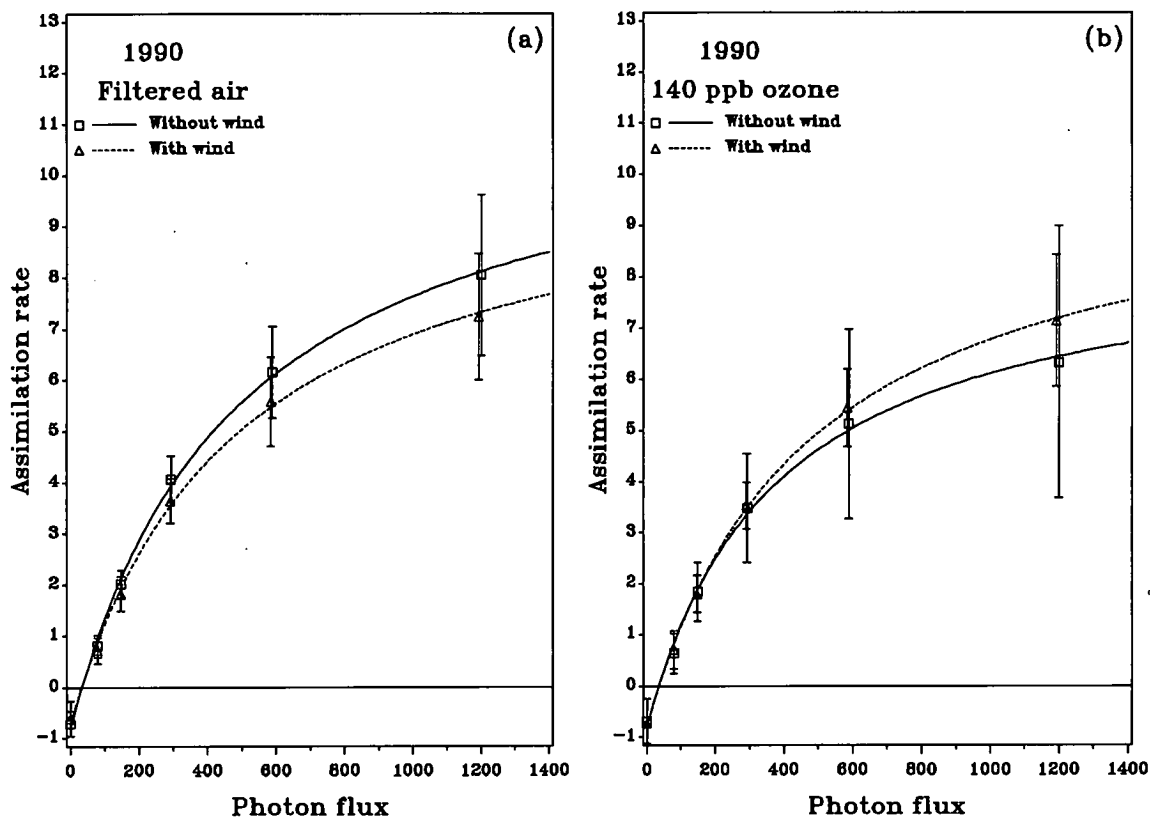 (a)
1990
Filtered air
Without wind
With wind
13
12
11
10
9
8
7
6
5
4
3
2
1
0
-1
Assimilation rate
0 200 400 600 800 1000 1200 1400
Photon flux
(b)
1990
140 ppb ozone
Without wind
With wind
13
12
11
10
9
8
7
6
5
4
3
2
1
0
-1
Assimilation rate
0 200 400 600 800 1000 1200 1400
Photon flux